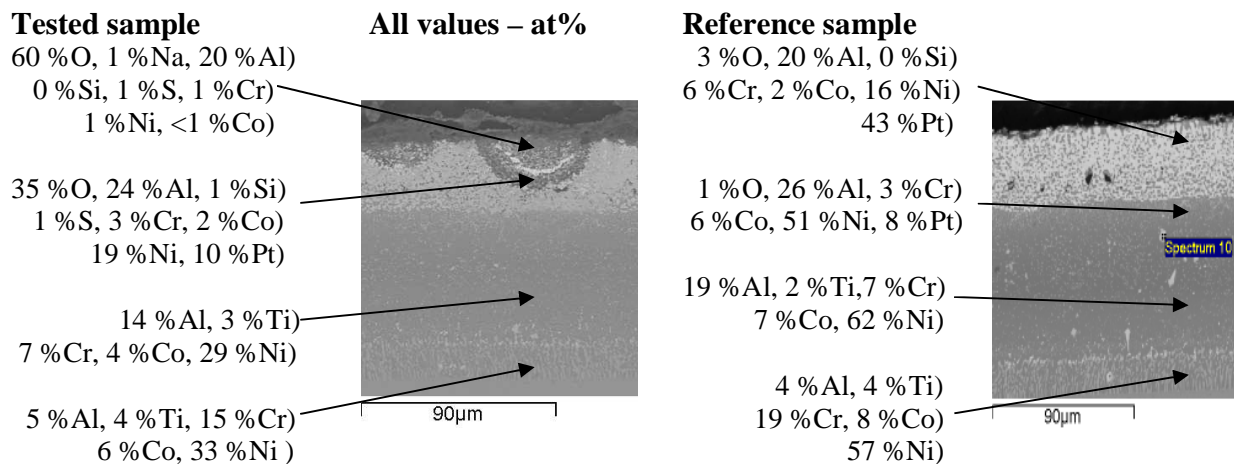 Tested sample
All values – at%
Reference sample
60 %O, 1 %Na, 20 %Al)
0 %Si, 1 %S, 1 %Cr)
1 %Ni, <1 %Co)
35 %O, 24 %Al, 1 %Si)
1 %S, 3 %Cr, 2 %Co)
19 %Ni, 10 %Pt)
14 %Al, 3 %Ti)
7 %Cr, 4 %Co, 29 %Ni)
5 %Al, 4 %Ti, 15 %Cr)
6 %Co, 33 %Ni )
90µm
3 %O, 20 %Al, 0 %Si)
6 %Cr, 2 %Co, 16 %Ni)
43 %Pt)
1 %O, 26 %Al, 3 %Cr)
6 %Co, 51 %Ni, 8 %Pt)
Spectrum 10
19 %Al, 2 %Ti,7 %Cr)
7 %Co, 62 %Ni)
4 %Al, 4 %Ti)
19 %Cr, 8 %Co)
57 %Ni)
90µm